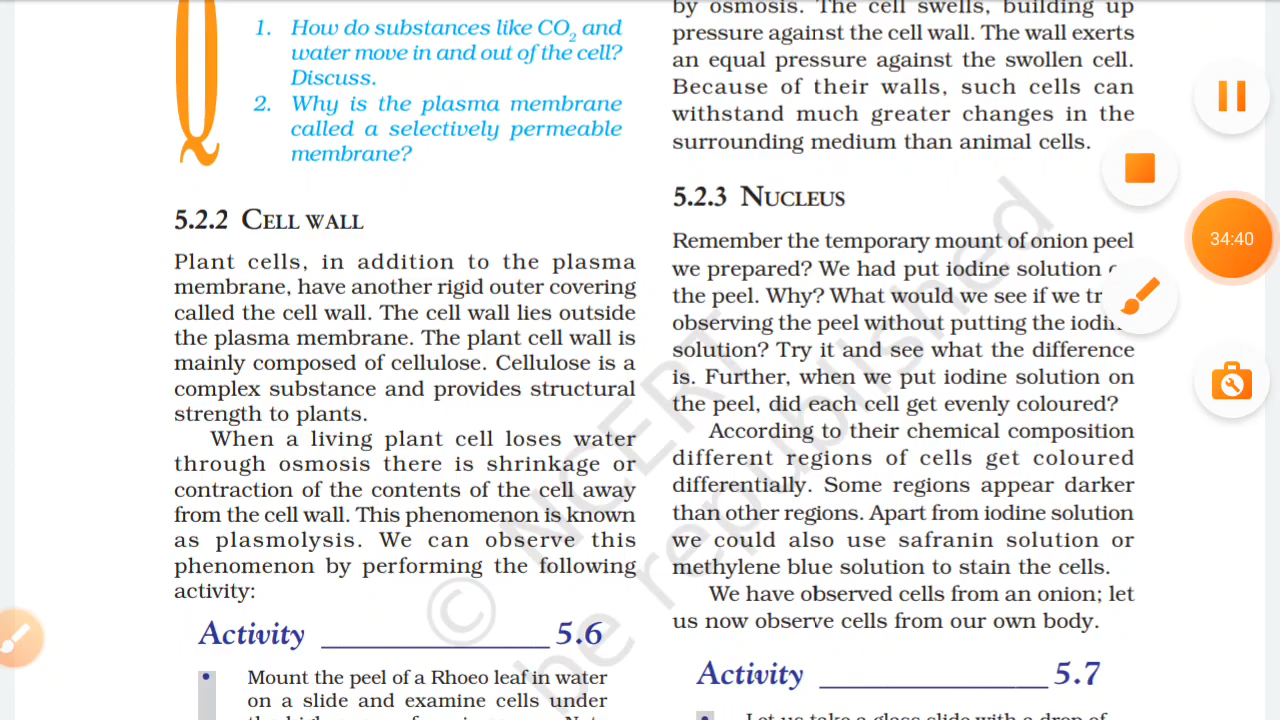 Q
1. How do substances like CO₂ and
water move in and out of the cell?
Discuss.
2. Why is the plasma membrane
called a selectively permeable
membrane?
5.2.2 CELL WALL
Plant cells, in addition to the plasma
membrane, have another rigid outer covering
called the cell wall. The cell wall lies outside
the plasma membrane. The plant cell wall is
mainly composed of cellulose. Cellulose is a
complex substance and provides structural
strength to plants.
When a living plant cell loses water
through osmosis there is shrinkage or
contraction of the contents of the cell away
from the cell wall. This phenomenon is known
as plasmolysis. We can observe this
phenomenon by performing the following
activity:
Activity 5.6
• Mount the peel of a Rhoeo leaf in water
on a slide and examine cells under
by osmosis. The cell swells, building up
pressure against the cell wall. The wall exerts
an equal pressure against the swollen cell.
Because of their walls, such cells can
withstand much greater changes in the
surrounding medium than animal cells.
5.2.3 NUCLEUS
Remember the temporary mount of onion peel
we prepared? We had put iodine solution
the peel. Why? What would we see if we
observing the peel without putting the
solution? Try it and see what the difference
is. Further, when we put iodine solution on
the peel, did each cell get evenly coloured?
According to their chemical composition
different regions of cells get coloured
differentially. Some regions appear darker
than other regions. Apart from iodine solution
we could also use safranin solution or
methylene blue solution to stain the cells.
We have observed cells from an onion; let
us now observe cells from our own body.
Activity 5.7
• Let us take a glass slide with a drop of
34:40
© NCERT
be republished